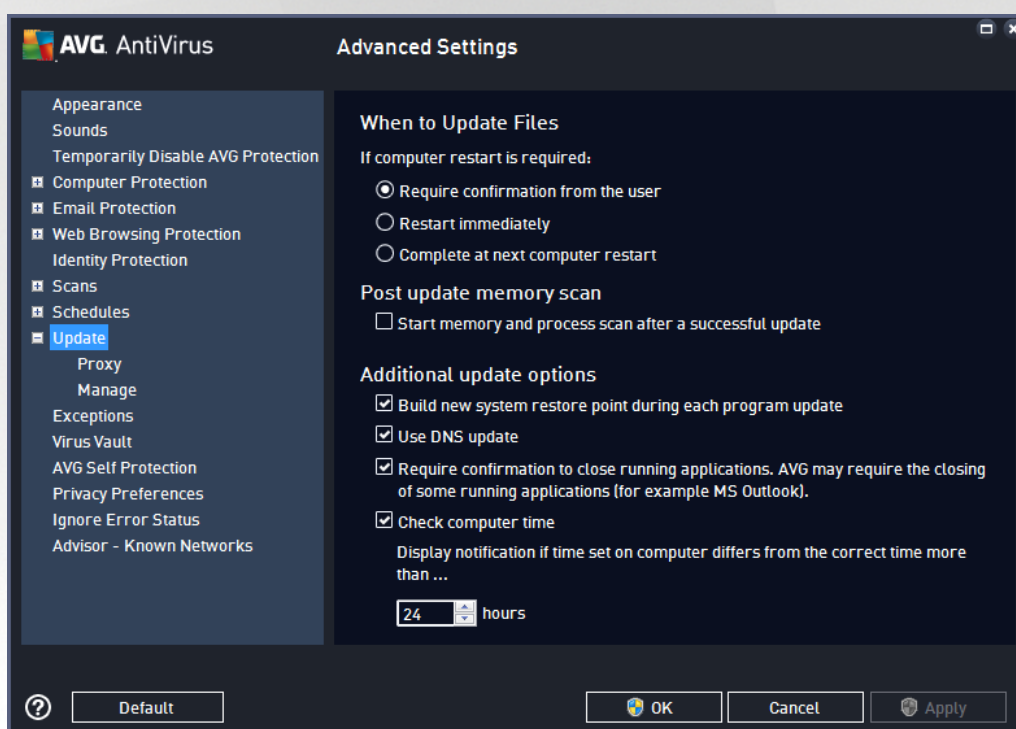 AVG. AntiVirus
Advanced Settings
Appearance
Sounds
Temporarily Disable AVG Protection
Computer Protection
Email Protection
Web Browsing Protection
Identity Protection
Scans
Schedules
Update
Proxy
Manage
Exceptions
Virus Vault
AVG Self Protection
Privacy Preferences
Ignore Error Status
Advisor - Known Networks
When to Update Files
If computer restart is required:
Require confirmation from the user
Restart immediately
Complete at next computer restart
Post update memory scan
Start memory and process scan after a successful update
Additional update options
Build new system restore point during each program update
Use DNS update
Require confirmation to close running applications. AVG may require the closing
of some running applications (for example MS Outlook).
Check computer time
Display notification if time set on computer differs from the correct time more
than ...
24 hours
? Default OK Cancel Apply